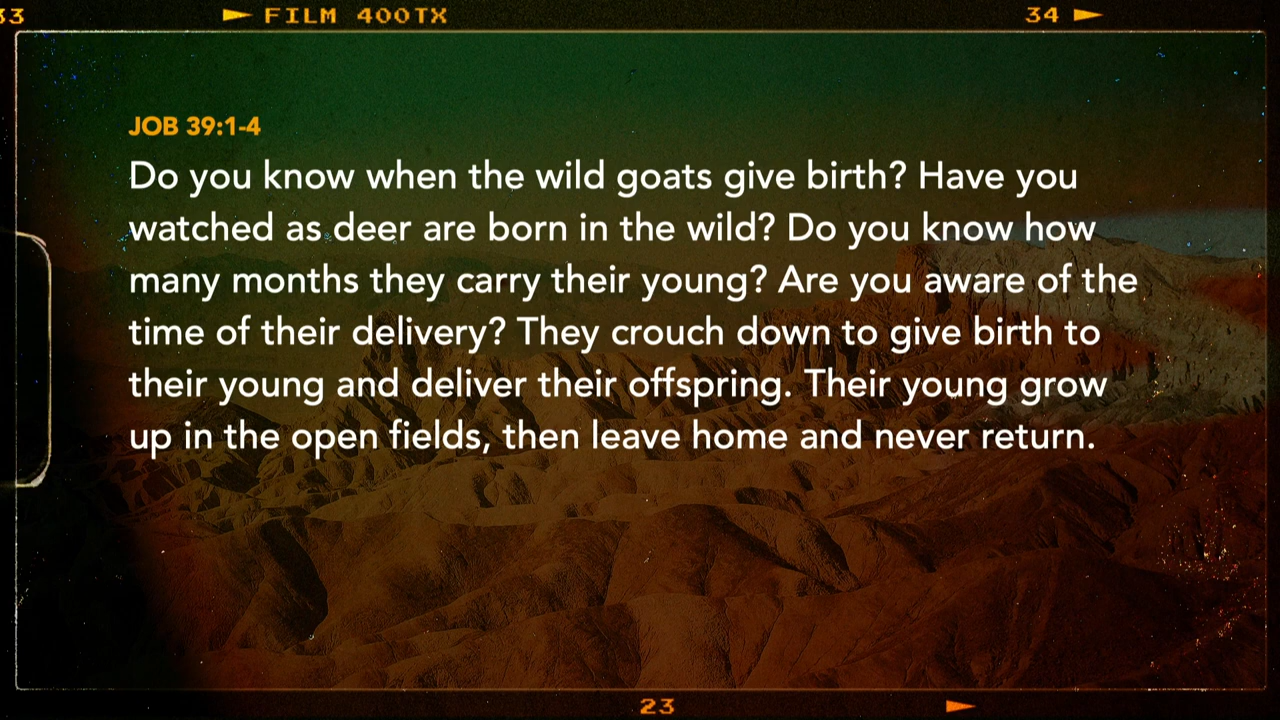 33 FILM 400TX 34
JOB 39:1-4
Do you know when the wild goats give birth? Have you
watched as deer are born in the wild? Do you know how
many months they carry their young? Are you aware of the
time of their delivery? They crouch down to give birth to
their young and deliver their offspring. Their young grow
up in the open fields, then leave home and never return.
23